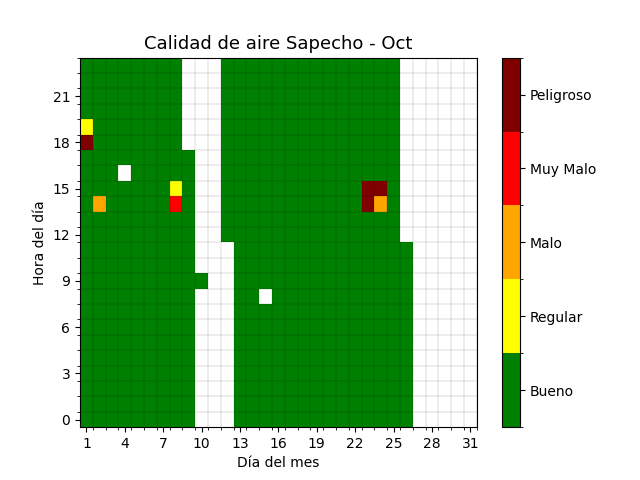 Calidad de aire Sapecho - Oct
Hora del día
21
18
15
12
9
6
3
0
1 4 7 10 13 16 19 22 25 28 31
Día del mes
Peligroso
Muy Malo
Malo
Regular
Bueno